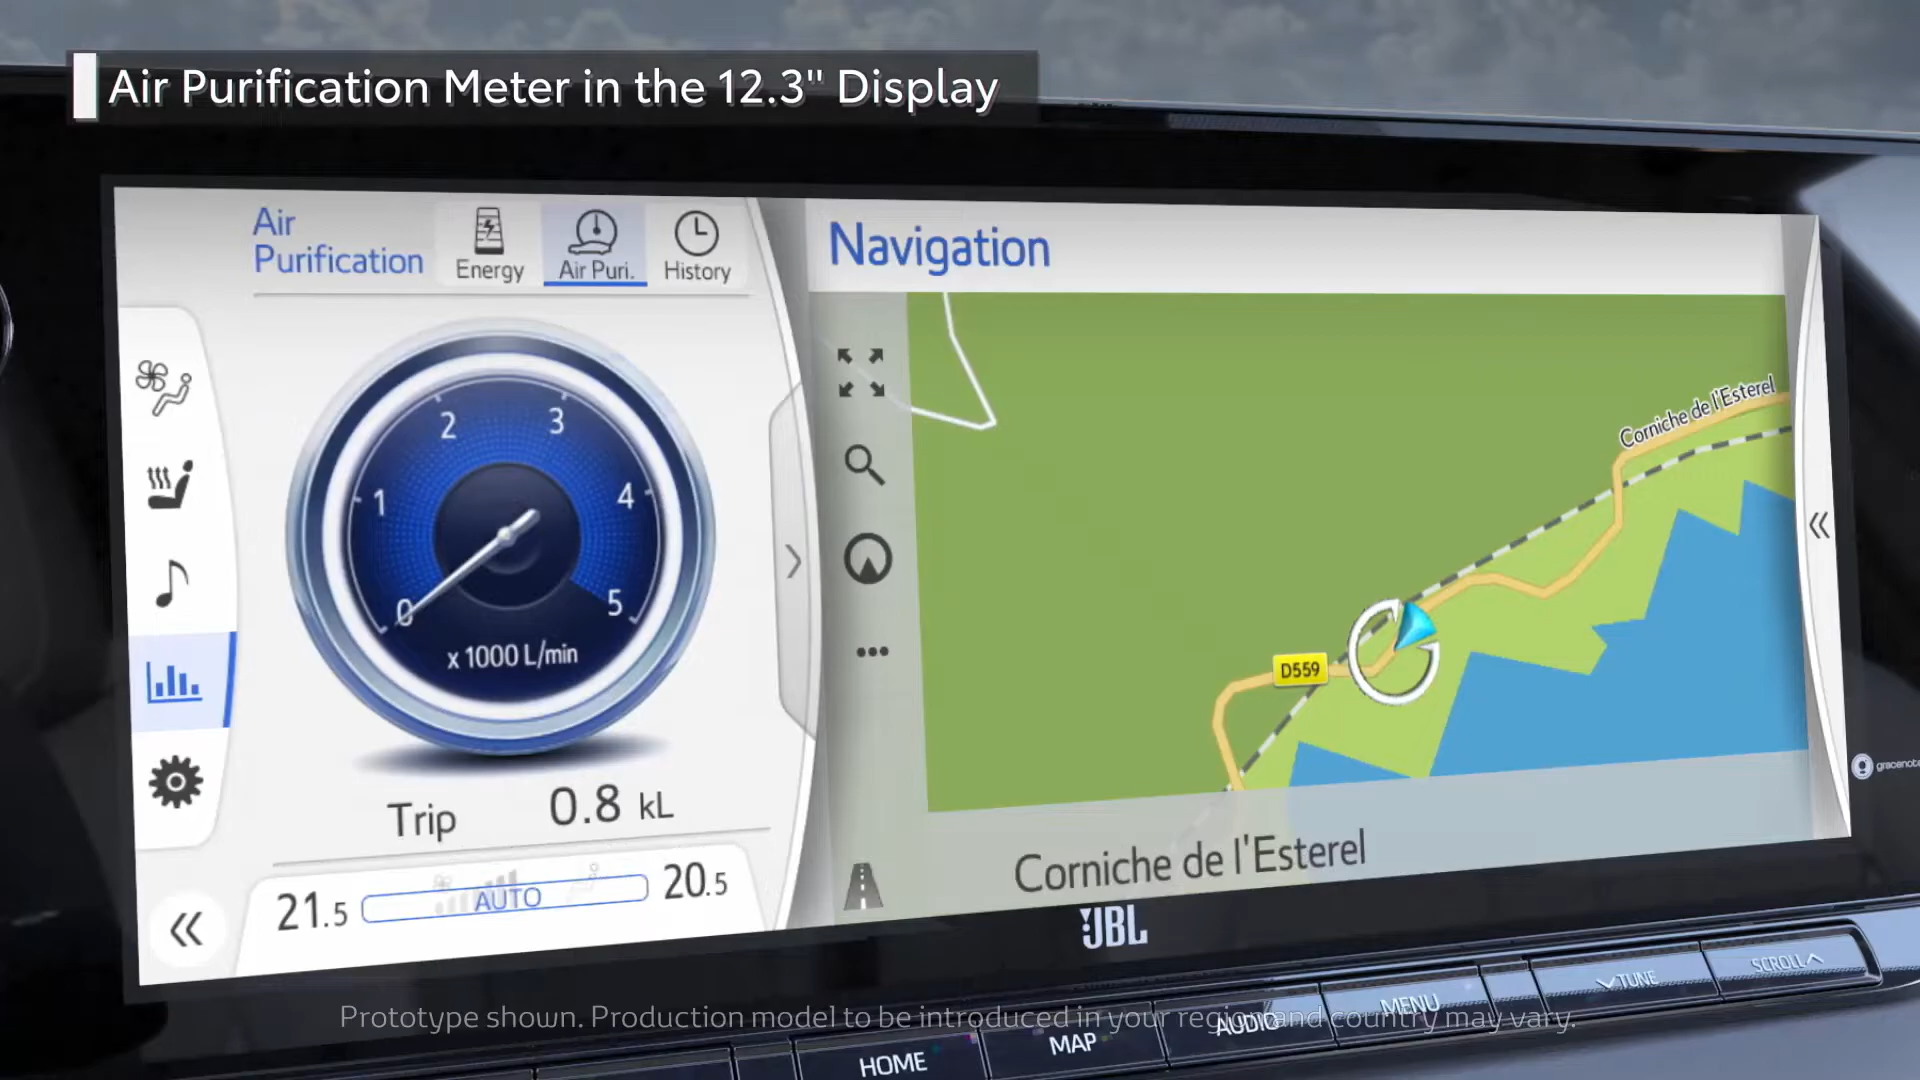 Air Purification Meter in the 12.3" Display
Air
Purification
Energy
Air Puri.
History
Navigation
2
3
1
4
0
5
x 1000 L/min
Trip 0.8 kL
21.5
AUTO
20.5
Corniche de l'Esterel
D559
Corniche de l'Esterel
gracenote
JBL
Prototype shown. Production model to be introduced in your region and country may vary.
HOME
MAP
AUDIO
MENU
TUNE
SCROLL